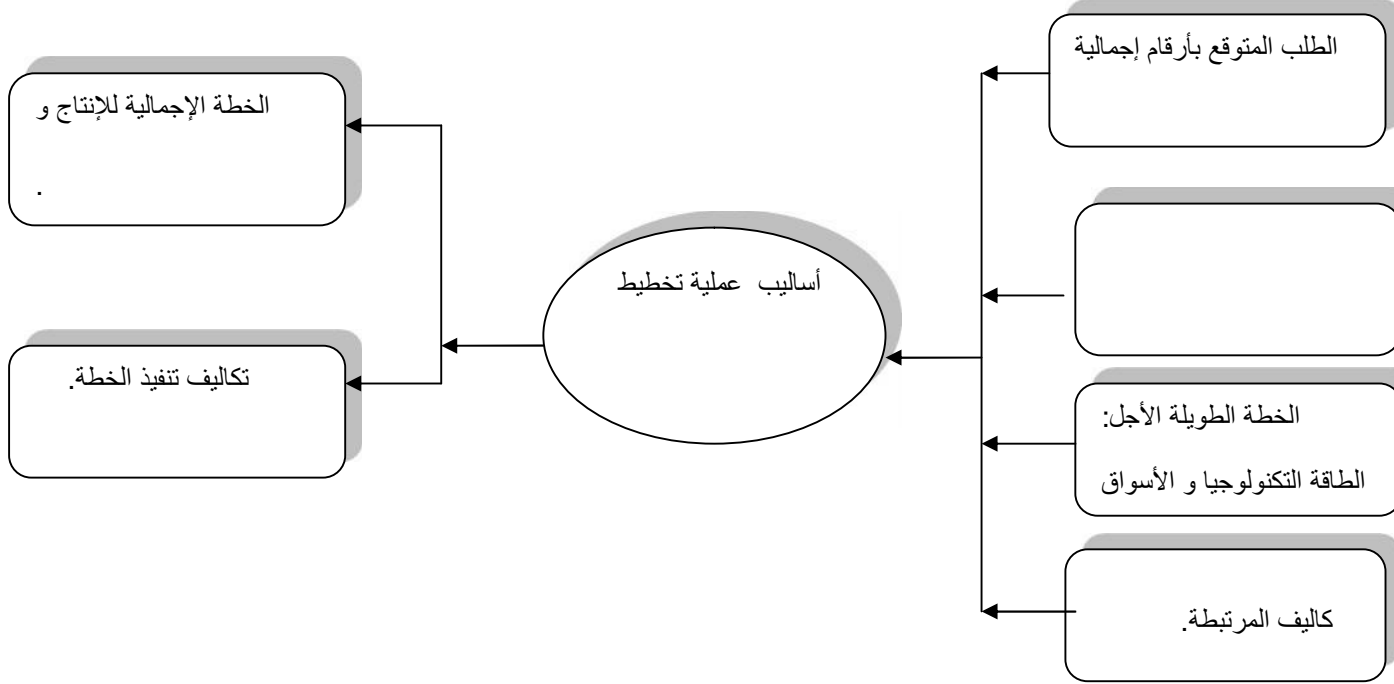 الطلب المتوقع بأرقام إجمالية
الخطة الطويلة الأجل:
الطاقة التكنولوجيا و الأسواق
كاليف المرتبطة.
أساليب عملية تخطيط
الخطة الإجمالية للإنتاج و
.
تكاليف تنفيذ الخطة.